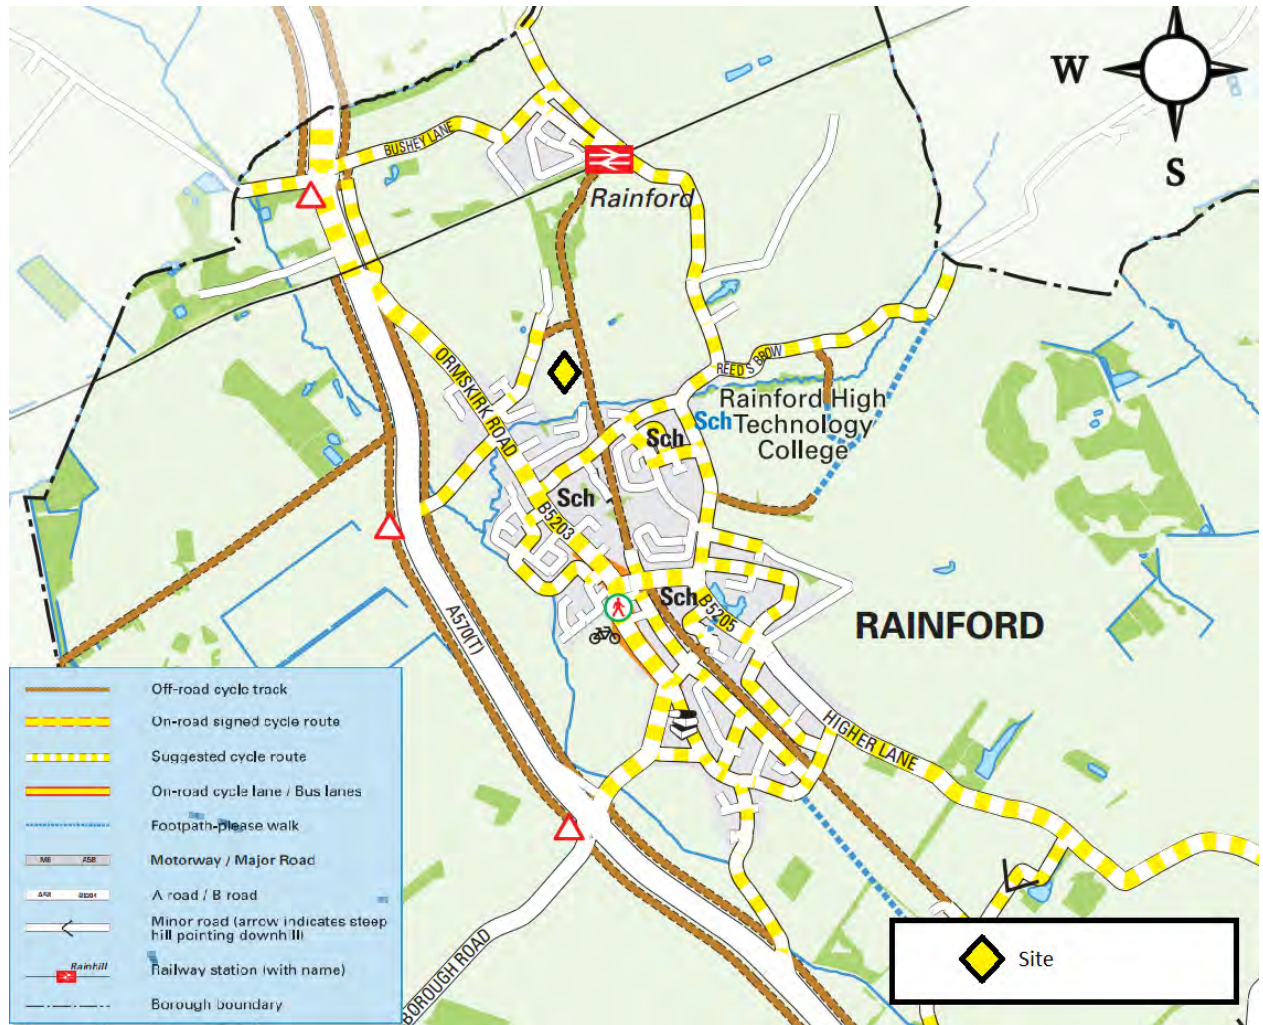 W
S
BUSHEY LANE
Rainford
ORMSKIRK ROAD
REED'S BROW
Rainford High
Sch Technology
College
Sch
Sch
B5203
Sch
B5205
A570(T)
RAINFORD
HIGHER LANE
BOROUGH ROAD
Off-road cycle track
On-road signed cycle route
Suggested cycle route
On-road cycle lane / Bus lanes
Footpath-please walk
M6 A58 Motorway / Major Road
A58 A road / B road
Minor road (arrow indicates steep
hill pointing downhill)
Rainhill
Railway station (with name)
Borough boundary
Site